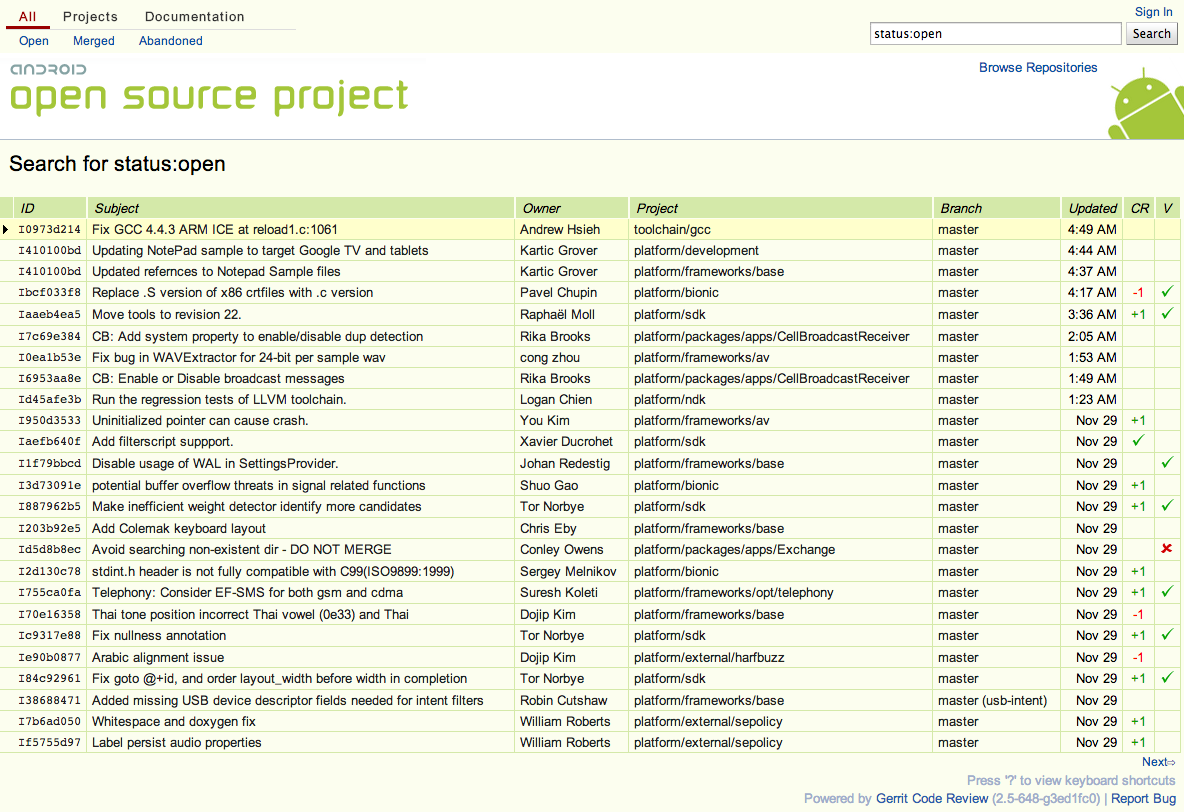 All Projects Documentation Sign In
Open Merged Abandoned status:open Search
ANDROID Browse Repositories
open source project
Search for status:open
ID Subject Owner Project Branch Updated CR V
I0973d214 Fix GCC 4.4.3 ARM ICE at reload1.c:1061 Andrew Hsieh toolchain/gcc master 4:49 AM
I410100bd Updating NotePad sample to target Google TV and tablets Kartic Grover platform/development master 4:44 AM
I410100bd Updated refernces to Notepad Sample files Kartic Grover platform/frameworks/base master 4:37 AM
Ibcf033f8 Replace .S version of x86 crtfiles with .c version Pavel Chupin platform/bionic master 4:17 AM -1 ✓
Iaaeb4ea5 Move tools to revision 22. Raphaël Moll platform/sdk master 3:36 AM +1 ✓
I7c69e384 CB: Add system property to enable/disable dup detection Rika Brooks platform/packages/apps/CellBroadcastReceiver master 2:05 AM
I0ea1b53e Fix bug in WAVExtractor for 24-bit per sample wav cong zhou platform/frameworks/av master 1:53 AM
I6953aa8e CB: Enable or Disable broadcast messages Rika Brooks platform/packages/apps/CellBroadcastReceiver master 1:49 AM
Id45afe3b Run the regression tests of LLVM toolchain. Logan Chien platform/ndk master 1:23 AM
I950d3533 Uninitialized pointer can cause crash. You Kim platform/frameworks/av master Nov 29 +1
Iaefb640f Add filterscript suppport. Xavier Ducrohet platform/sdk master Nov 29 ✓
I1f79bbcd Disable usage of WAL in SettingsProvider. Johan Redestig platform/frameworks/base master Nov 29 ✓
I3d73091e potential buffer overflow threats in signal related functions Shuo Gao platform/bionic master Nov 29 +1
I887962b5 Make inefficient weight detector identify more candidates Tor Norbye platform/sdk master Nov 29 +1 ✓
I203b92e5 Add Colemak keyboard layout Chris Eby platform/frameworks/base master Nov 29
Id5d8b8ec Avoid searching non-existent dir - DO NOT MERGE Conley Owens platform/packages/apps/Exchange master Nov 29 ✗
I2d130c78 stdint.h header is not fully compatible with C99(ISO9899:1999) Sergey Melnikov platform/bionic master Nov 29 +1
I755ca0fa Telephony: Consider EF-SMS for both gsm and cdma Suresh Koleti platform/frameworks/opt/telephony master Nov 29 +1 ✓
I70e16358 Thai tone position incorrect Thai vowel (0e33) and Thai Dojip Kim platform/frameworks/base master Nov 29 -1
Ic9317e88 Fix nullness annotation Tor Norbye platform/sdk master Nov 29 +1 ✓
Ie90b0877 Arabic alignment issue Dojip Kim platform/external/harfbuzz master Nov 29 -1
I84c92961 Fix goto @+id, and order layout_width before width in completion Tor Norbye platform/sdk master Nov 29 +1 ✓
I38688471 Added missing USB device descriptor fields needed for intent filters Robin Cutshaw platform/frameworks/base master (usb-intent) Nov 29
I7b6ad050 Whitespace and doxygen fix William Roberts platform/external/sepolicy master Nov 29 +1
If5755d97 Label persist audio properties William Roberts platform/external/sepolicy master Nov 29 +1
Next⇨
Press '?' to view keyboard shortcuts
Powered by Gerrit Code Review (2.5-648-g3ed1fc0) | Report Bug